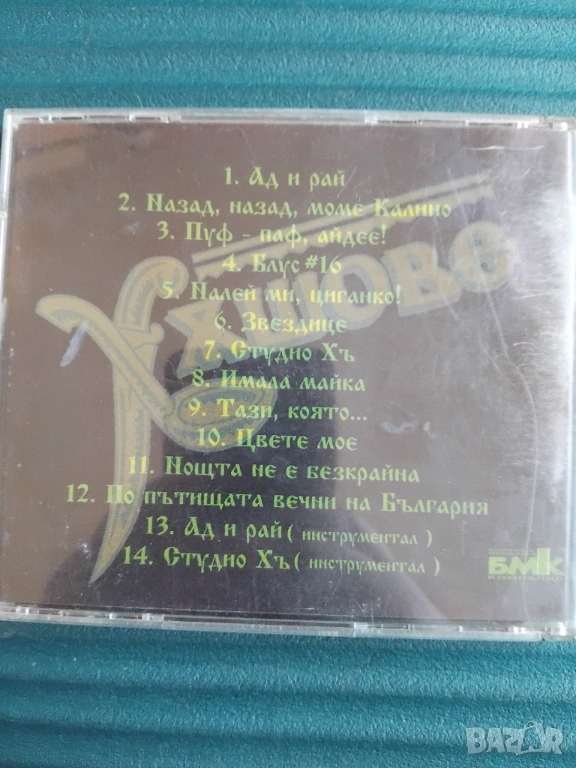 1. Ад и рай
2. Назад, назад, моме Калино
3. Пуф - паф, айдее!
4. Блус #16
5. Налей ми, циганко!
6. Звездице
7. Студио Хъ
8. Имала майка
9. Тази, която...
10. Цвете мое
11. Нощта не е безкрайна
12. По пътищата вечни на България
13. Ад и рай ( инструментал )
14. Студио Хъ ( инструментал )
Хъшове
БМК
BAZAR